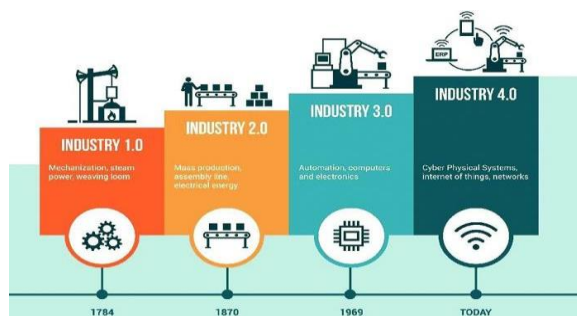 ERP
INDUSTRY 1.0
Mechanization, steam
power, weaving loom
INDUSTRY 2.0
Mass production,
assembly line,
electrical energy
INDUSTRY 3.0
Automation, computers
and electronics
INDUSTRY 4.0
Cyber Physical Systems,
internet of things, networks
1784
1870
1969
TODAY